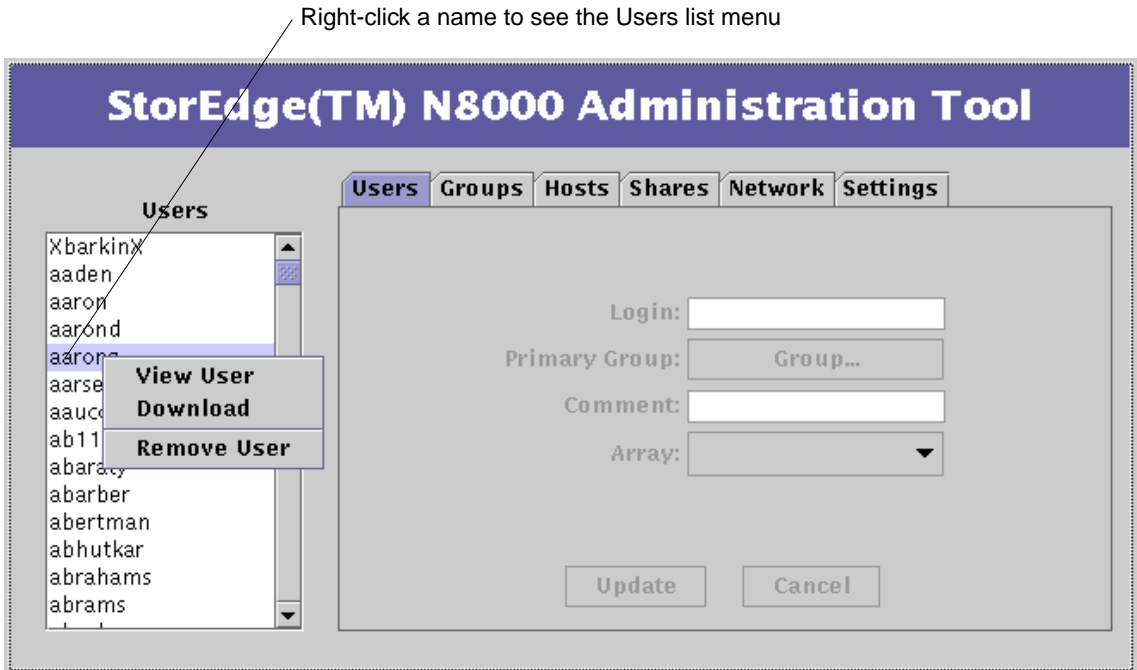 Right-click a name to see the Users list menu
StorEdge(TM) N8000 Administration Tool
Users
Groups
Hosts
Shares
Network
Settings
Users
XbarkinX
aaden
aaron
aarond
View User
Download
Remove User
abarber
abertman
abhutkar
abrahams
abrams
Login:
Primary Group:
Group...
Comment:
Array:
Update
Cancel